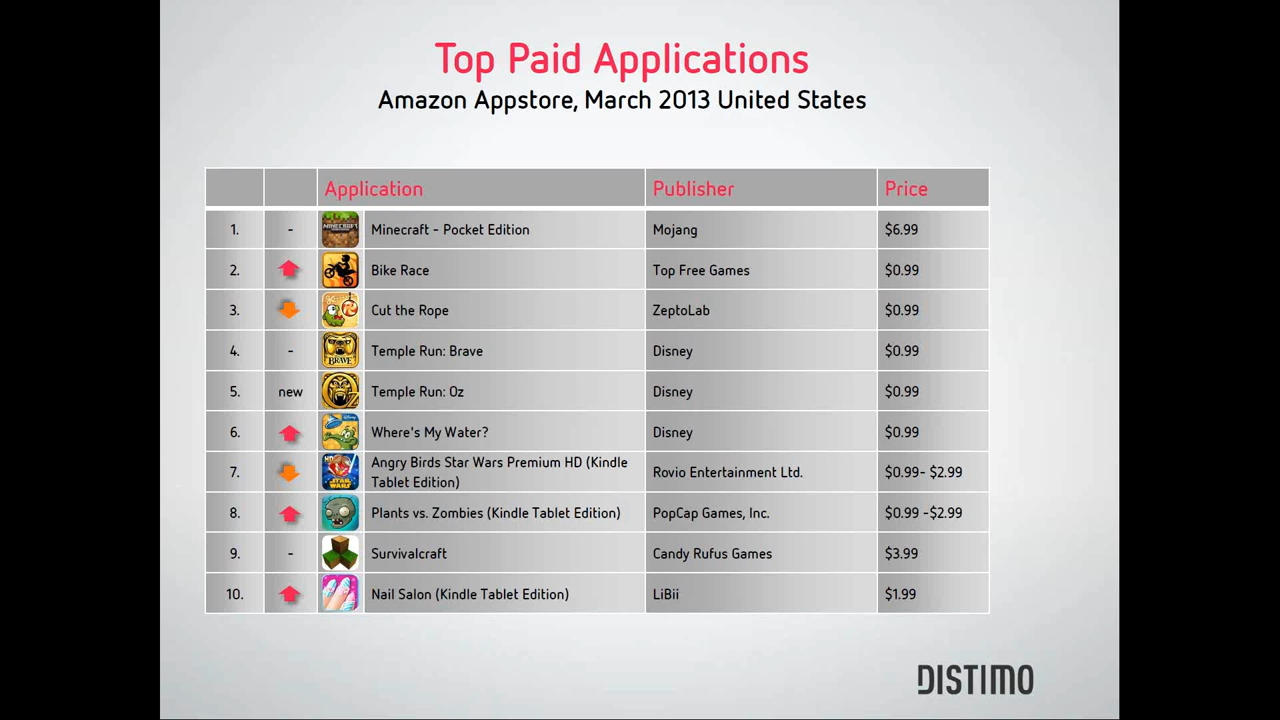 Top Paid Applications
Amazon Appstore, March 2013 United States
Application Publisher Price
1. - Minecraft - Pocket Edition Mojang $6.99
2. Bike Race Top Free Games $0.99
3. Cut the Rope ZeptoLab $0.99
4. - BRAVE Temple Run: Brave Disney $0.99
5. new Temple Run: Oz Disney $0.99
6. Where's My Water? Disney $0.99
7. Angry Birds Star Wars Premium HD (Kindle
Tablet Edition) Rovio Entertainment Ltd. $0.99- $2.99
8. Plants vs. Zombies (Kindle Tablet Edition) PopCap Games, Inc. $0.99 -$2.99
9. - Survivalcraft Candy Rufus Games $3.99
10. Nail Salon (Kindle Tablet Edition) LiBii $1.99
DISTIMO